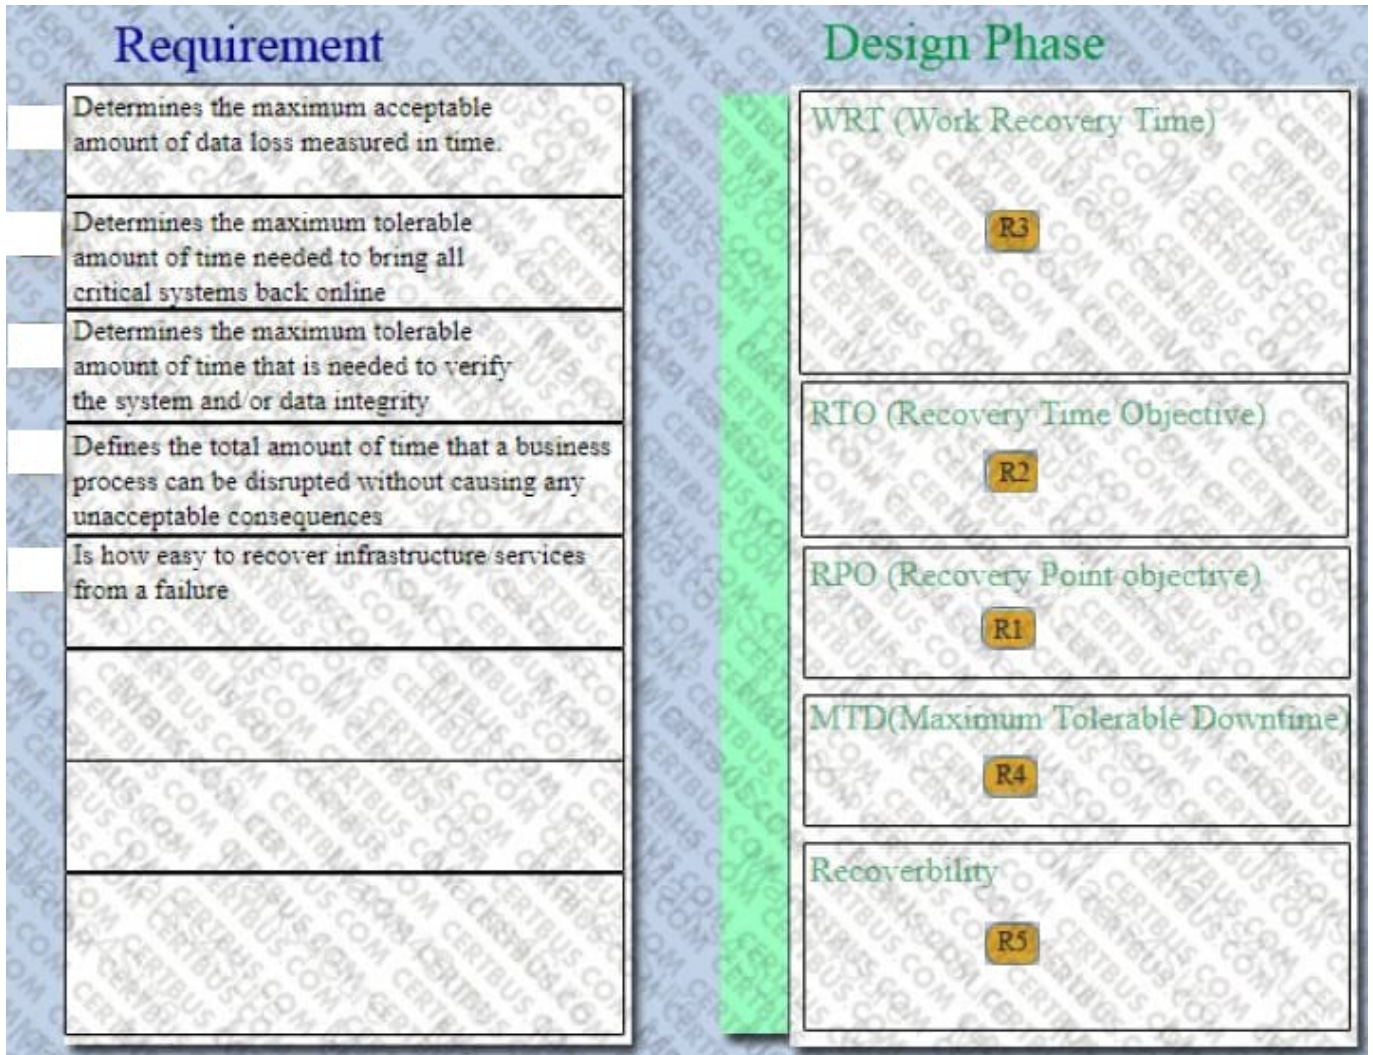 Requirement
Determines the maximum acceptable
amount of data loss measured in time.
Determines the maximum tolerable
amount of time needed to bring all
critical systems back online
Determines the maximum tolerable
amount of time that is needed to verify
the system and/or data integrity
Defines the total amount of time that a business
process can be disrupted without causing any
unacceptable consequences
Is how easy to recover infrastructure/services
from a failure
Design Phase
WRT (Work Recovery Time)
R3
RTO (Recovery Time Objective)
R2
RPO (Recovery Point objective)
R1
MTD(Maximum Tolerable Downtime)
R4
Recoverbility
R5